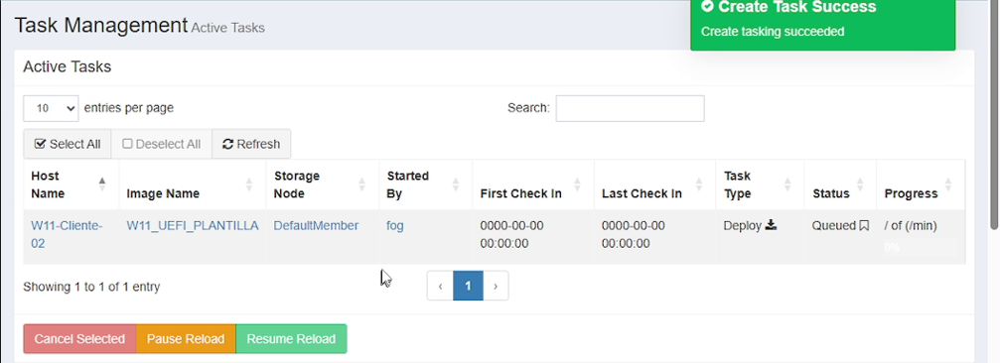 Create Task Success
Create tasking succeeded
Task Management Active Tasks
Active Tasks
10 entries per page
Search:
Select All Deselect All Refresh
Host Name Image Name Storage Node Started By First Check In Last Check In Task Type Status Progress
W11-Cliente-02 W11_UEFI_PLANTILLA DefaultMember fog 0000-00-00 00:00:00 0000-00-00 00:00:00 Deploy Queued / of (/min) 0%
Showing 1 to 1 of 1 entry
‹ 1 ›
Cancel Selected Pause Reload Resume Reload